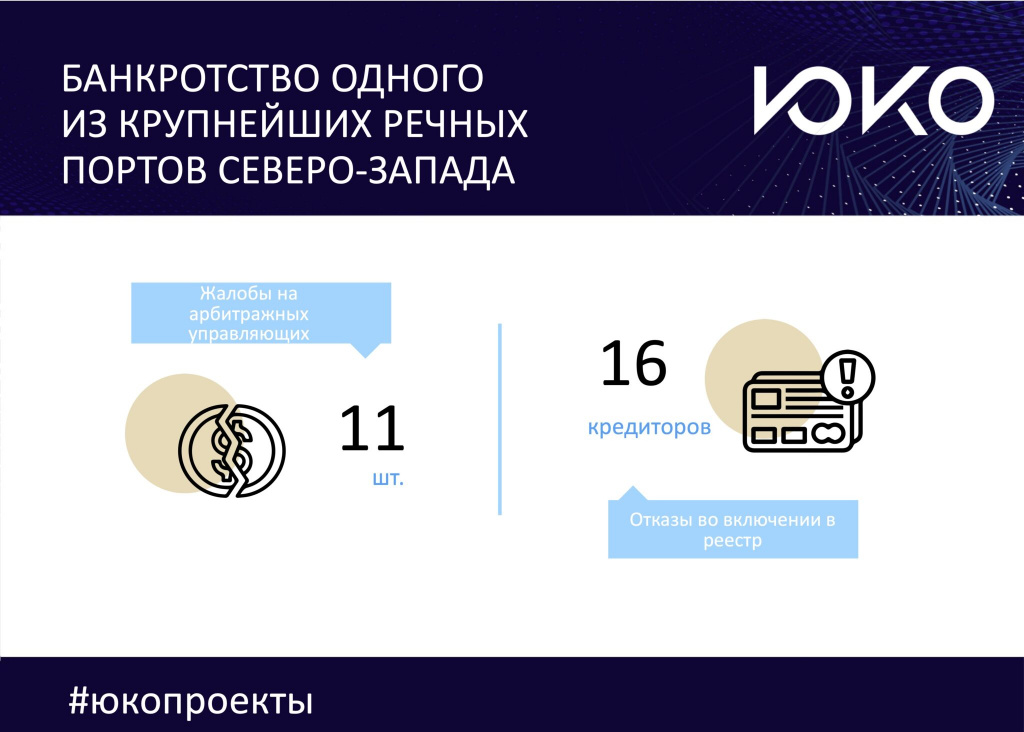 БАНКРОТСТВО ОДНОГО
ИЗ КРУПНЕЙШИХ РЕЧНЫХ
ПОРТОВ СЕВЕРО-ЗАПАДА
ЮКО
Жалобы на
арбитражных
управляющих
11
шт.
16
кредиторов
Отказы во включении в
реестр
#юкопроекты